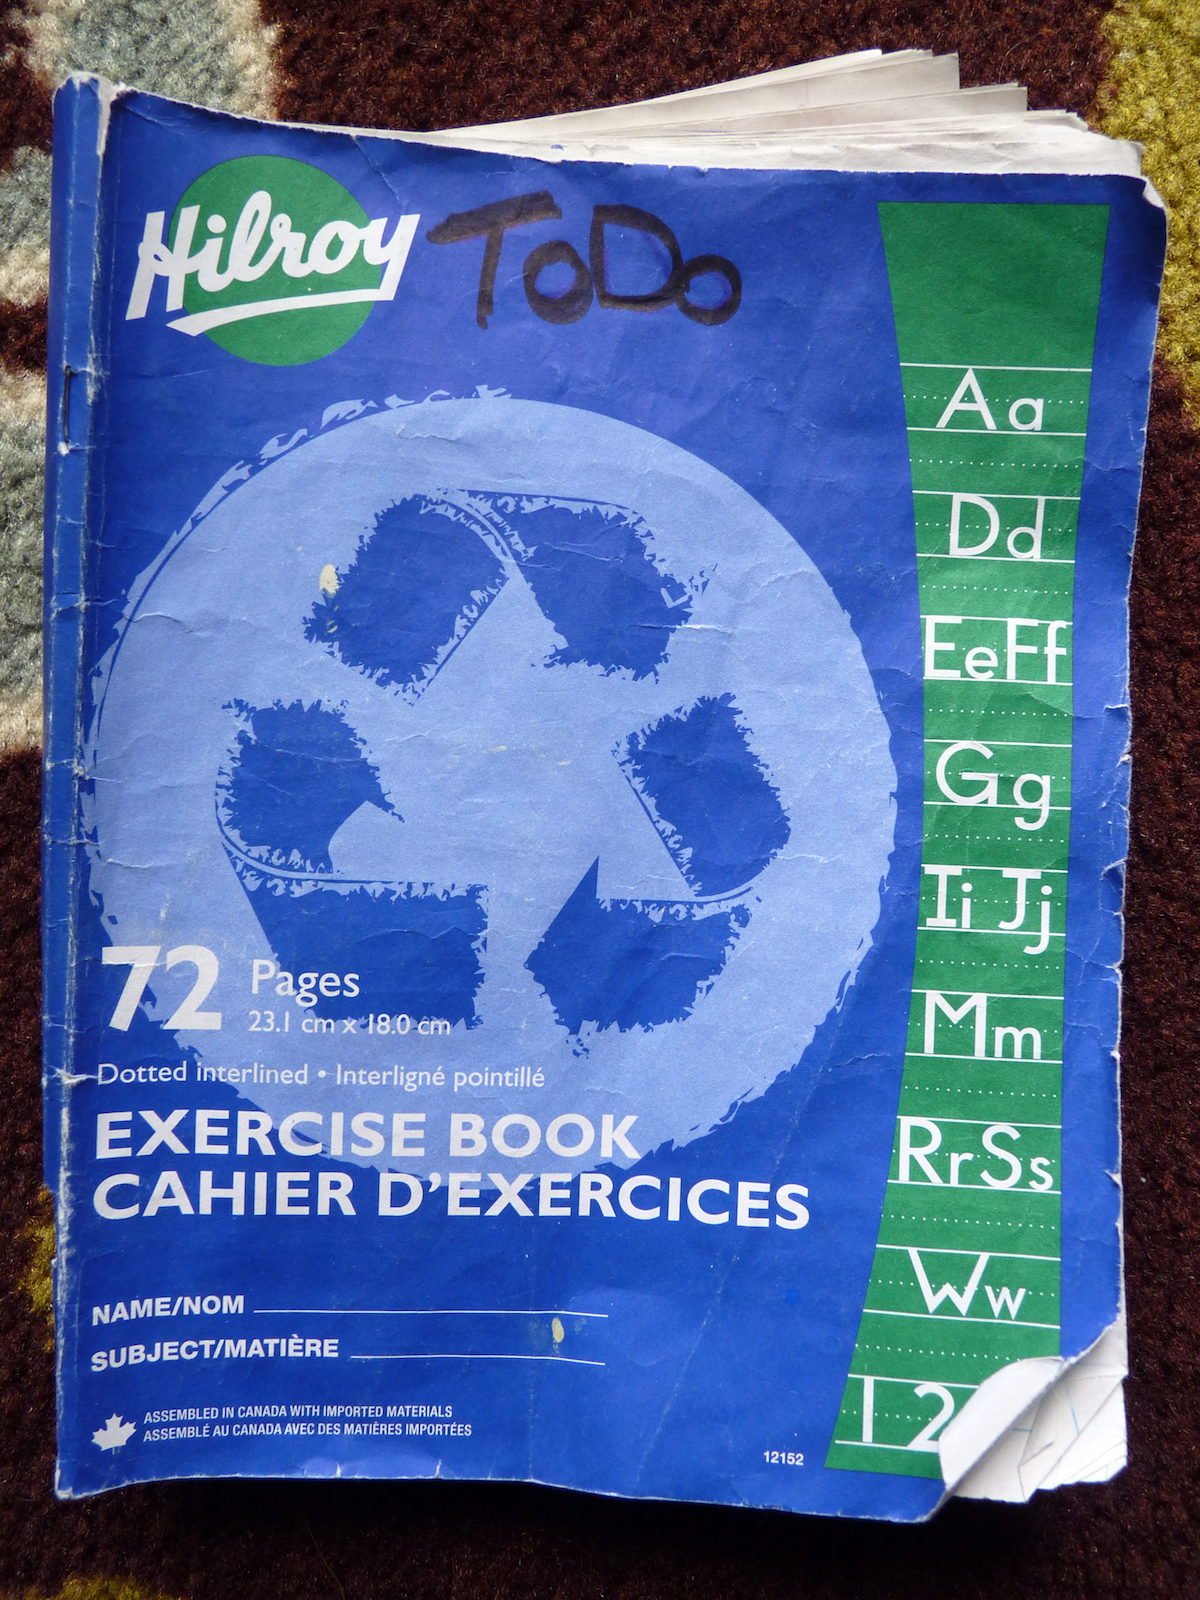 Hilroy ToDo
Aa
Dd
EeFf
Gg
Ii Jj
Mm
RrSs
Ww
1 2
72 Pages
23.1 cm x 18.0 cm
Dotted interlined • Interligné pointillé
EXERCISE BOOK
CAHIER D'EXERCICES
NAME/NOM
SUBJECT/MATIÈRE
ASSEMBLED IN CANADA WITH IMPORTED MATERIALS
ASSEMBLÉ AU CANADA AVEC DES MATIÈRES IMPORTÉES
12152